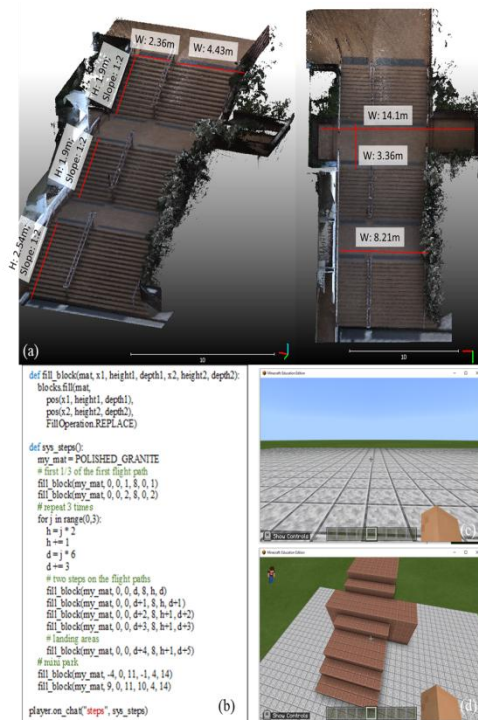 W: 2.36m
W: 4.43m
H: 1.9m;
Slope: 1:2
H: 1.9m;
Slope: 1:2
H: 2.54m;
Slope: 1:2
W: 14.1m
W: 3.36m
W: 8.21m
(a)
10
10
def fill_block(mat, x1, height1, depth1, x2, height2, depth2):
blocks.fill(mat,
pos(x1, height1, depth1),
pos(x2, height2, depth2),
FillOperation.REPLACE)
def sys_steps():
my_mat = POLISHED_GRANITE
# first 1/3 of the first flight path
fill_block(my_mat, 0, 0, 1, 8, 0, 1)
fill_block(my_mat, 0, 0, 2, 8, 0, 2)
# repeat 3 times
for j in range(0,3):
h = j * 2
h += 1
d = j * 6
d += 3
# two steps on the flight paths
fill_block(my_mat, 0, 0, d, 8, h, d)
fill_block(my_mat, 0, 0, d+1, 8, h, d+1)
fill_block(my_mat, 0, 0, d+2, 8, h+1, d+2)
fill_block(my_mat, 0, 0, d+3, 8, h+1, d+3)
# landing areas
fill_block(my_mat, 0, 0, d+4, 8, h+1, d+5)
# mini park
fill_block(my_mat, -4, 0, 11, -1, 4, 14)
fill_block(my_mat, 9, 0, 11, 10, 4, 14)
player.on_chat("steps", sys_steps)
(b)
Minecraft Education Edition
Show Controls
(c)
Minecraft Education Edition
Show Controls
(d)